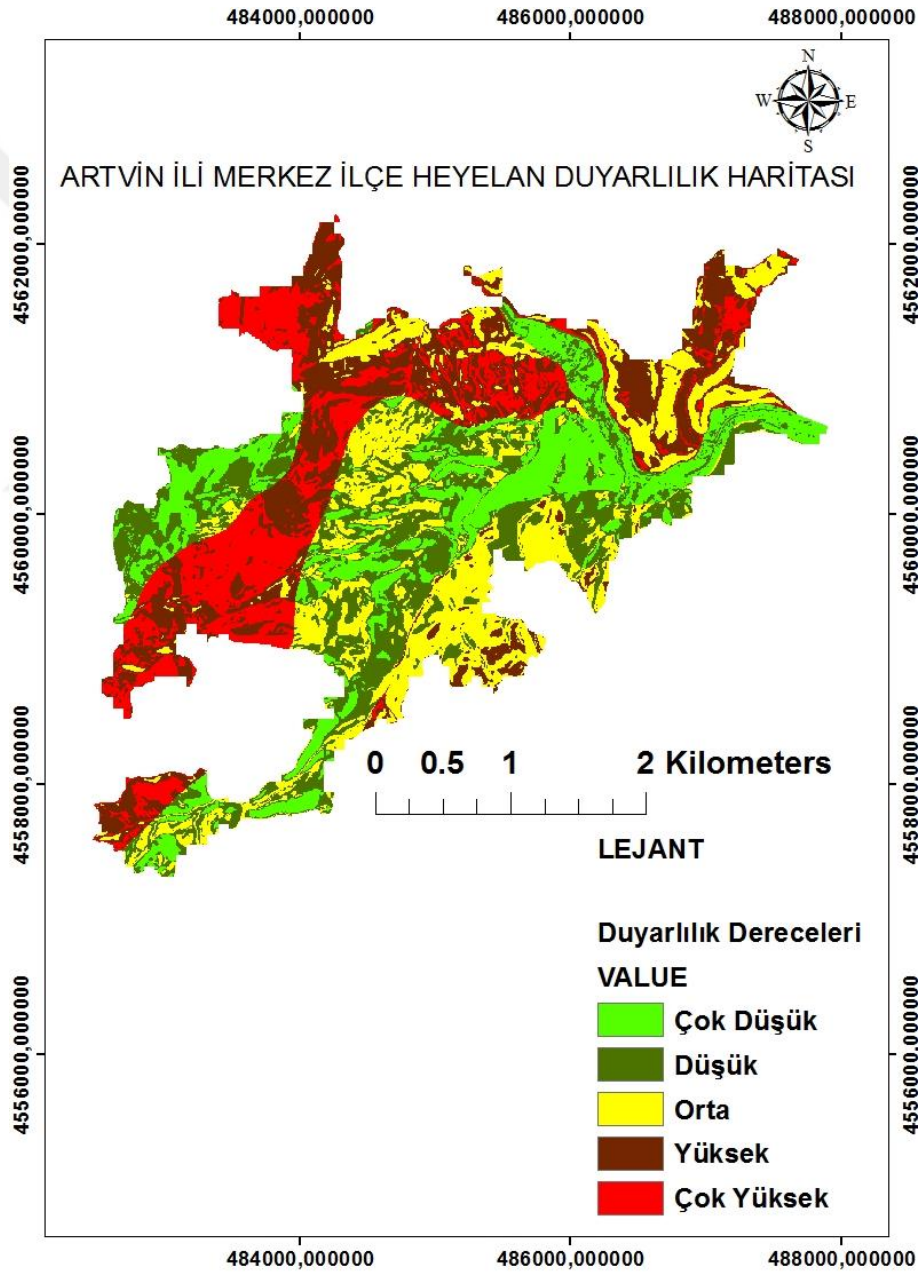 484000,000000 486000,000000 488000,000000
N
W E
S
ARTVİN İLİ MERKEZ İLÇE HEYELAN DUYARLILIK HARİTASI
4562000,000000 4562000,000000
4560000,000000 4560000,000000
4558000,000000 4558000,000000
0 0.5 1 2 Kilometers
LEJANT
Duyarlılık Dereceleri
VALUE
Çok Düşük
Düşük
Orta
Yüksek
Çok Yüksek
4556000,000000 4556000,000000
484000,000000 486000,000000 488000,000000